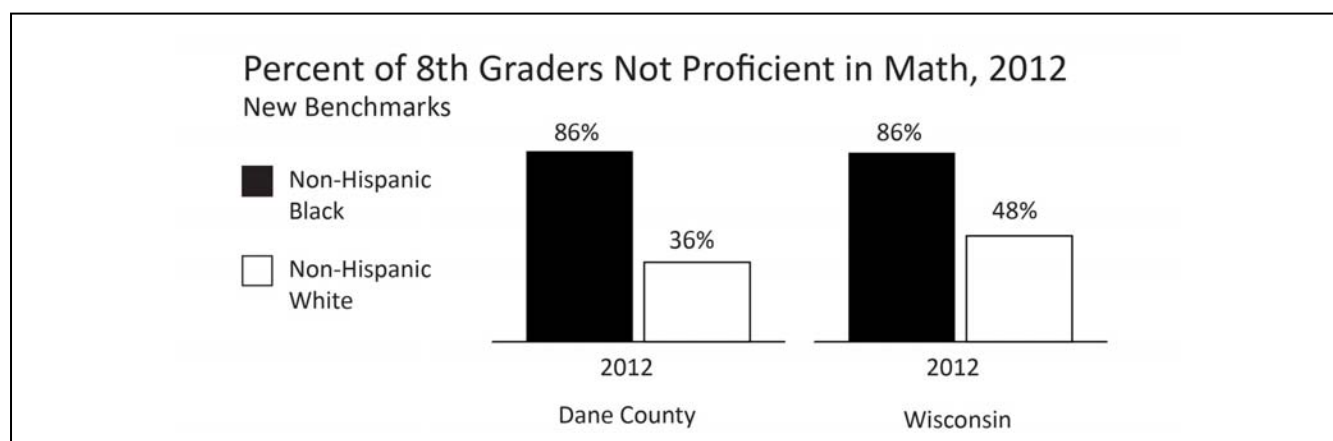 Percent of 8th Graders Not Proficient in Math, 2012
New Benchmarks
Non-Hispanic
Black
Non-Hispanic
White
86%
36%
2012
Dane County
86%
48%
2012
Wisconsin